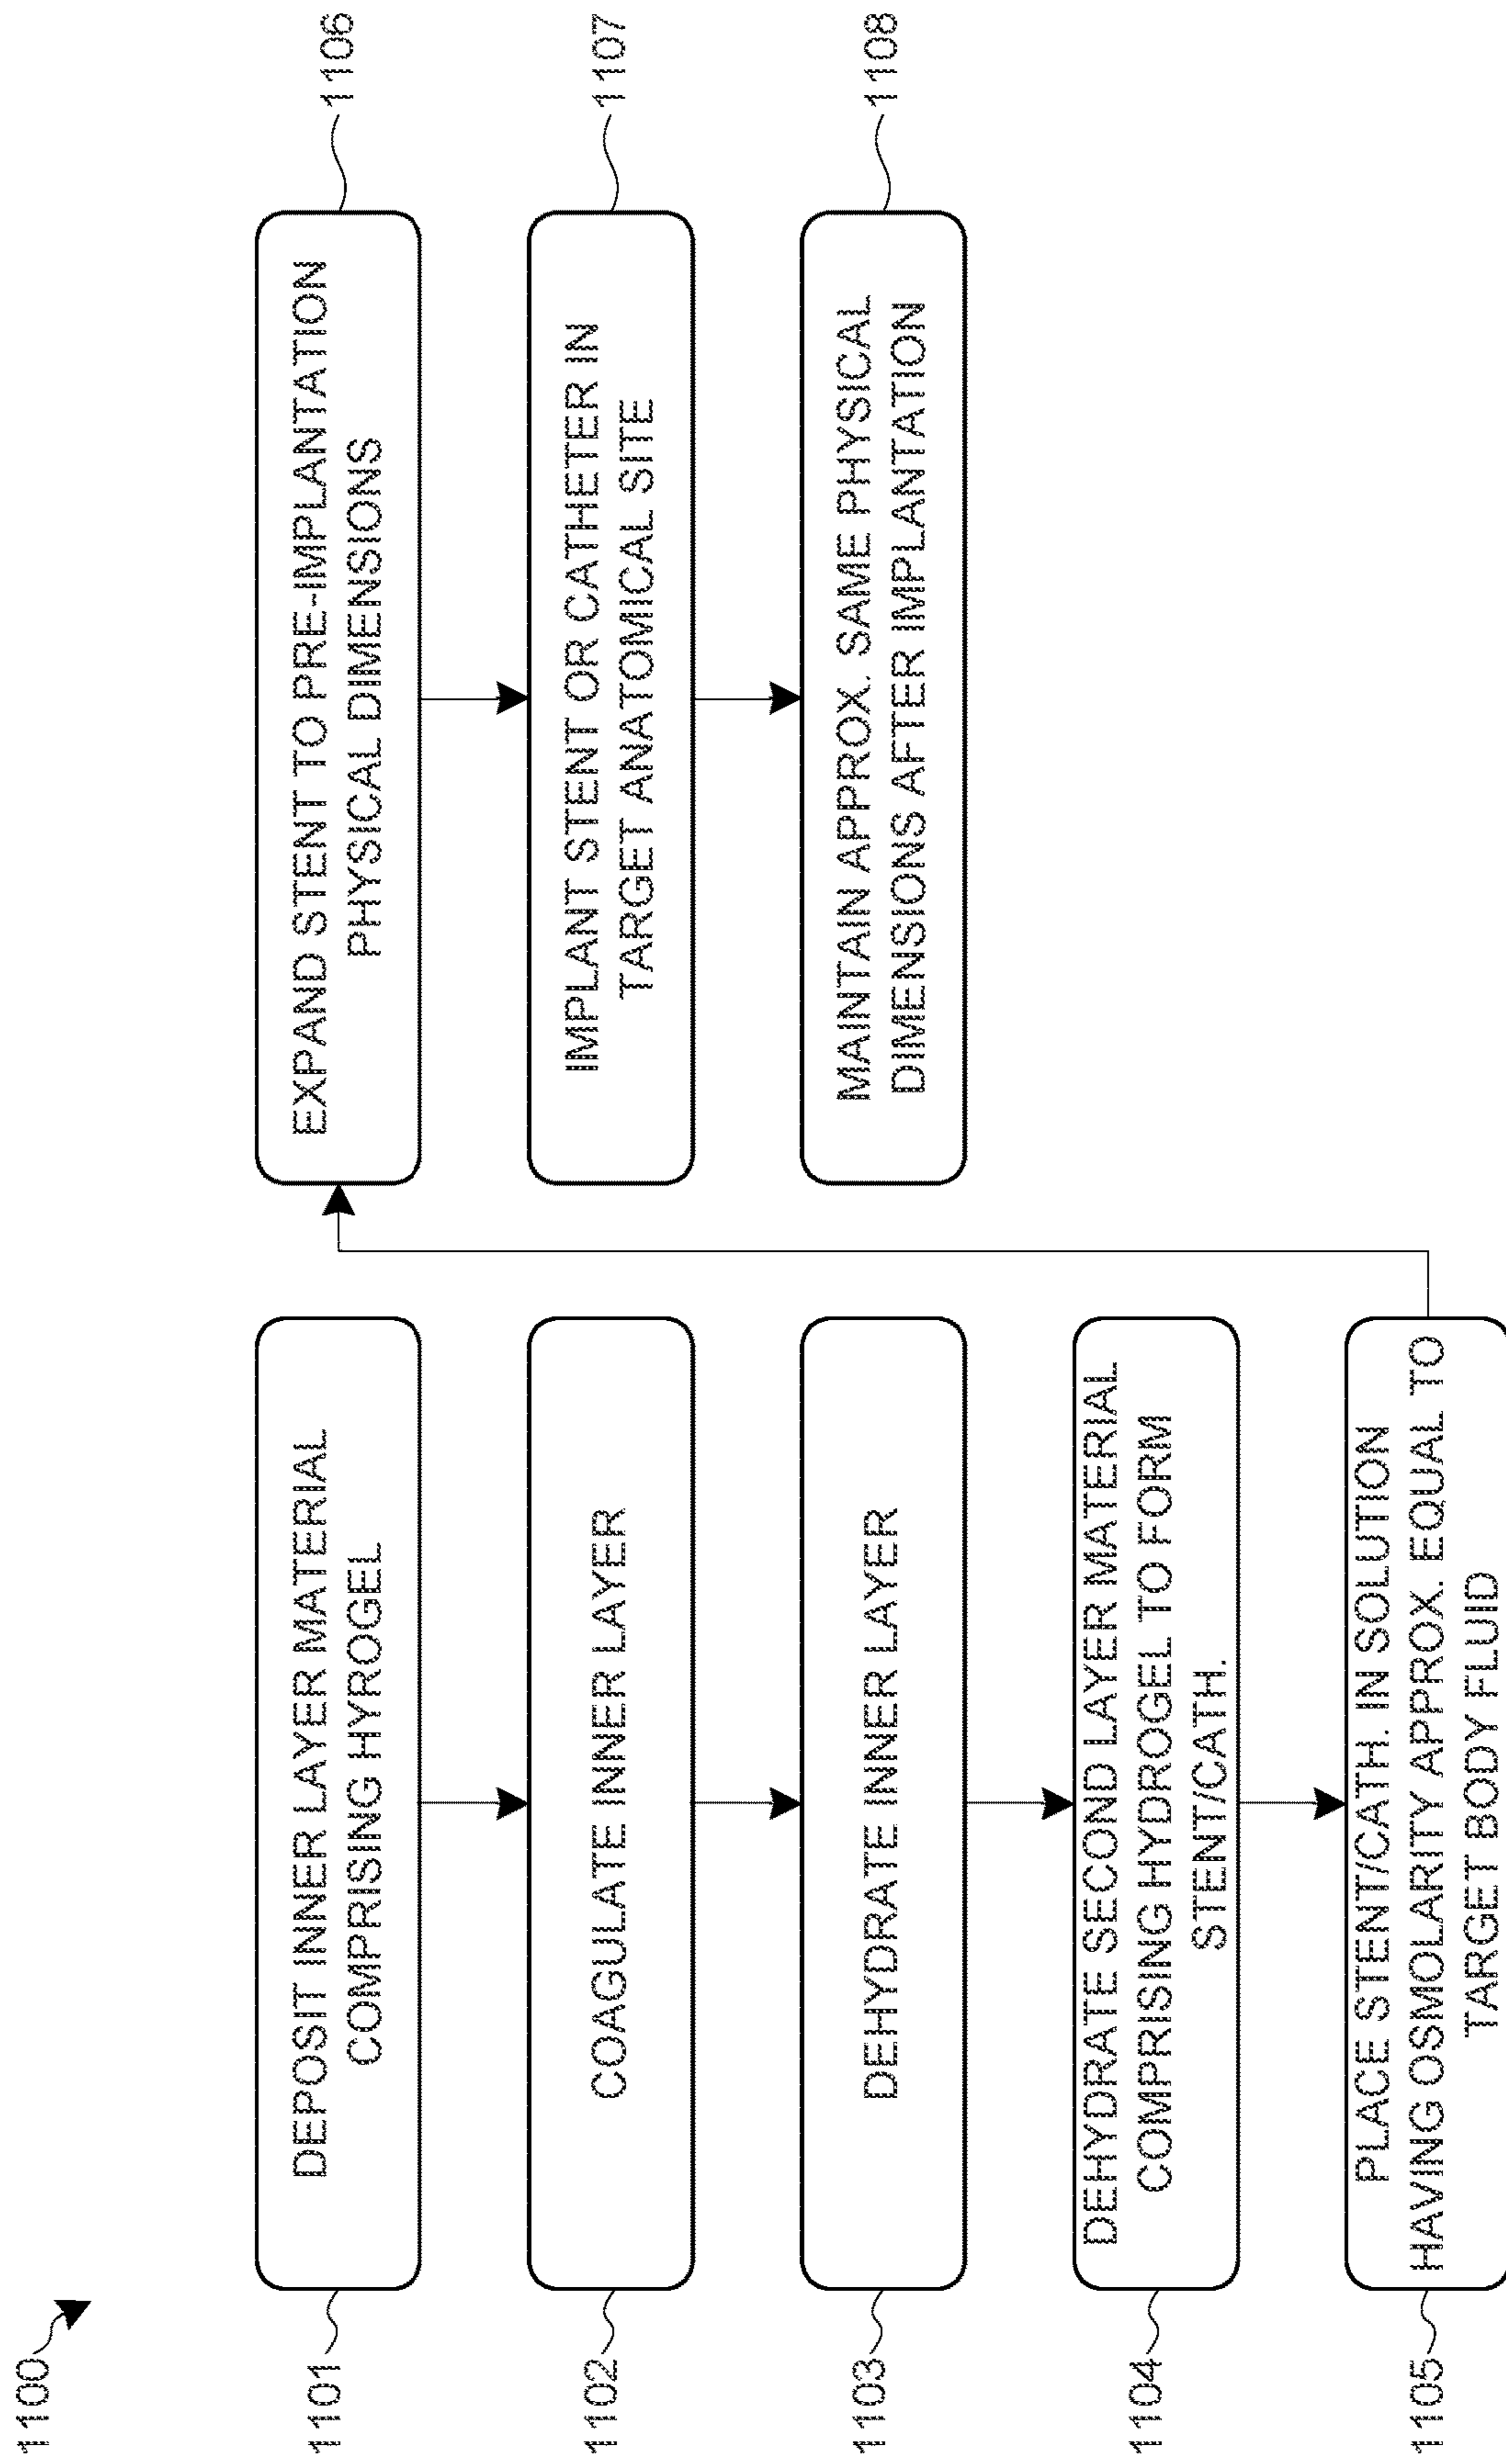 1100
1101
DEPOSIT INNER LAYER MATERIAL
COMPRISING HYROGEL
1102
COAGULATE INNER LAYER
1103
DEHYDRATE INNER LAYER
1104
DEHYDRATE SECOND LAYER MATERIAL
COMPRISING HYDROGEL TO FORM
STENT/CATH.
1105
PLACE STENT/CATH. IN SOLUTION
HAVING OSMOLARITY APPROX. EQUAL TO
TARGET BODY FLUID
EXPAND STENT TO PRE-IMPLANTATION
PHYSICAL DIMENSIONS
1106
IMPLANT STENT OR CATHETER IN
TARGET ANATOMICAL SITE
1107
MAINTAIN APPROX. SAME PHYSICAL
DIMENSIONS AFTER IMPLANTATION
1108